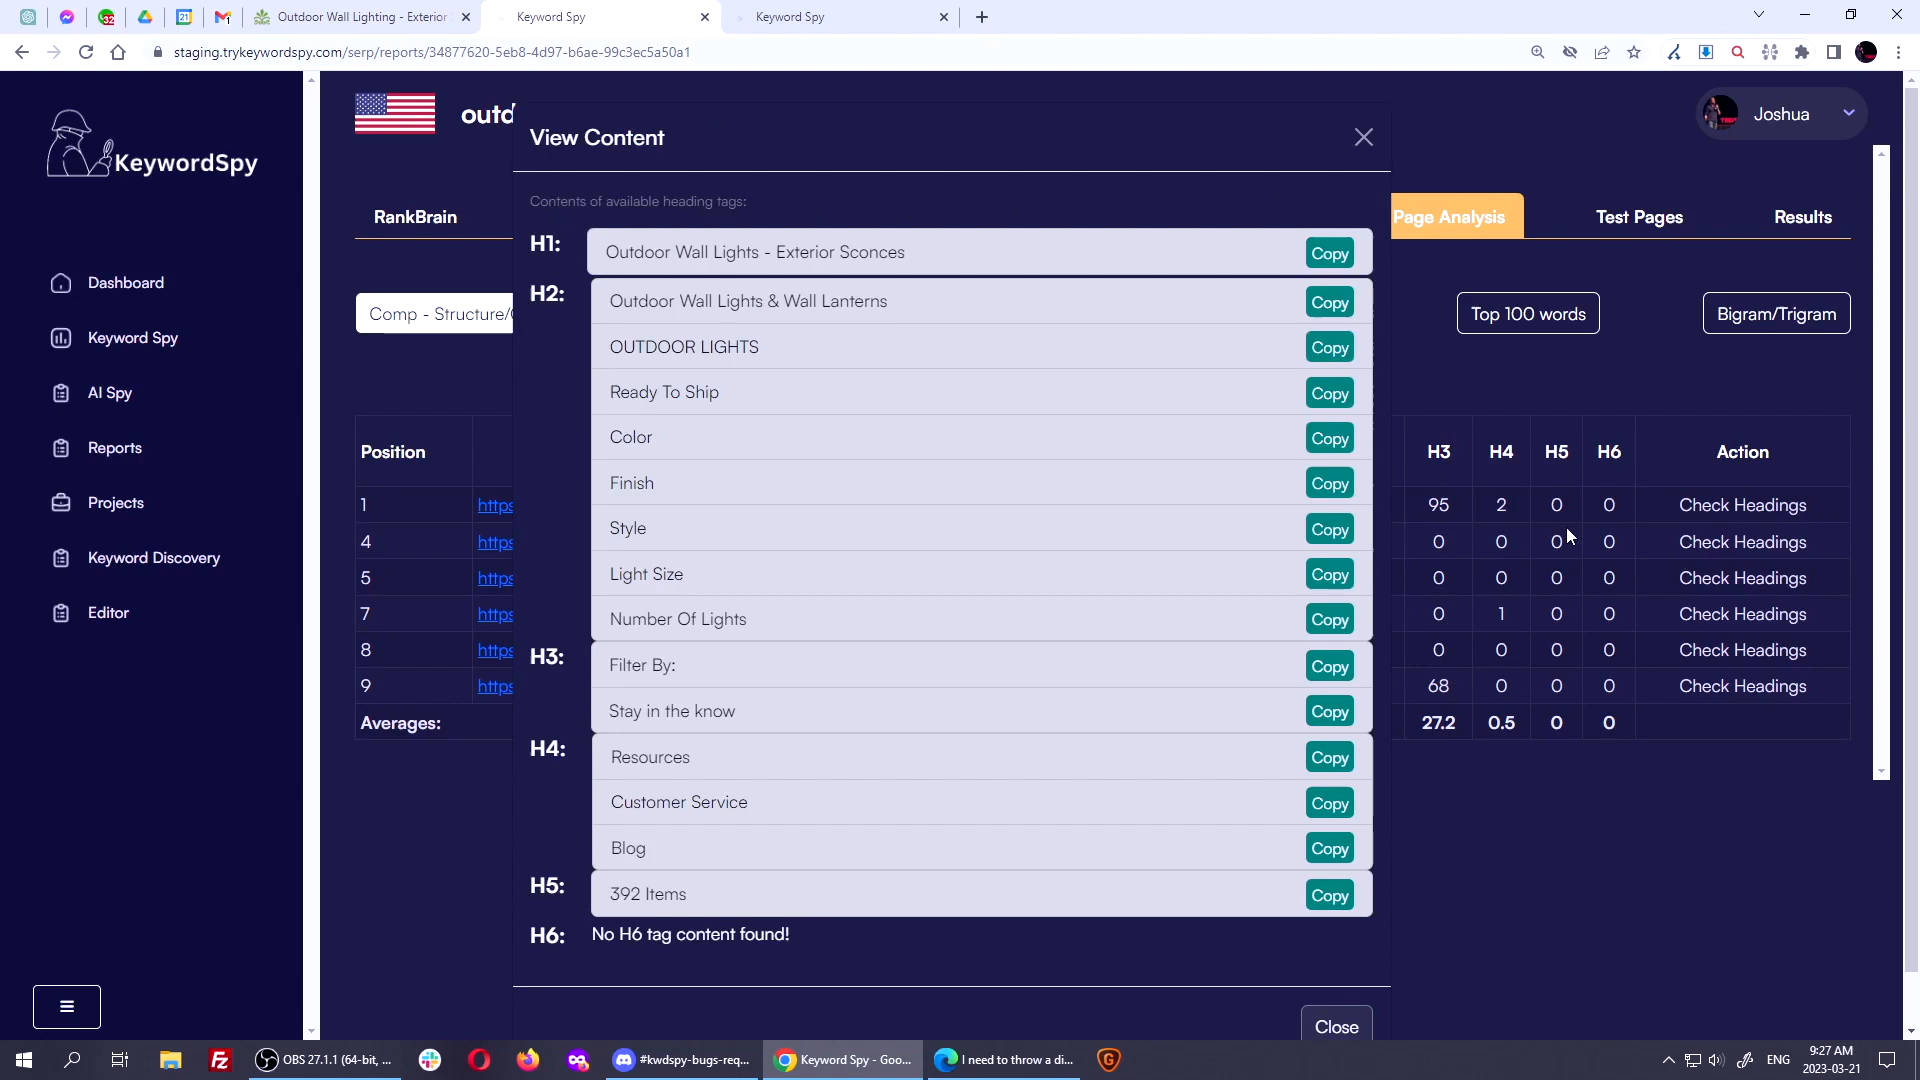 Outdoor Wall Lighting - Exterior
Keyword Spy
Keyword Spy
staging.trykeywordspy.com/serp/reports/34877620-5eb8-4d97-b6ae-99c3ec5a50a1
KeywordSpy
Dashboard
Keyword Spy
AI Spy
Reports
Projects
Keyword Discovery
Editor
outd
Joshua
RankBrain
Page Analysis
Test Pages
Results
Comp - Structure/
Top 100 words
Bigram/Trigram
Position
H3 H4 H5 H6 Action
1 https 95 2 0 0 Check Headings
4 https 0 0 0 0 Check Headings
5 https 0 0 0 0 Check Headings
7 https 0 1 0 0 Check Headings
8 https 0 0 0 0 Check Headings
9 https 68 0 0 0 Check Headings
Averages: 27.2 0.5 0 0
View Content
Contents of available heading tags:
H1: Outdoor Wall Lights - Exterior Sconces Copy
H2: Outdoor Wall Lights & Wall Lanterns Copy
OUTDOOR LIGHTS Copy
Ready To Ship Copy
Color Copy
Finish Copy
Style Copy
Light Size Copy
Number Of Lights Copy
H3: Filter By: Copy
Stay in the know Copy
H4: Resources Copy
Customer Service Copy
Blog Copy
H5: 392 Items Copy
H6: No H6 tag content found!
Close
OBS 27.1.1 (64-bit, ...
#kwdspy-bugs-req...
Keyword Spy - Goo...
I need to throw a di...
ENG
9:27 AM
2023-03-21